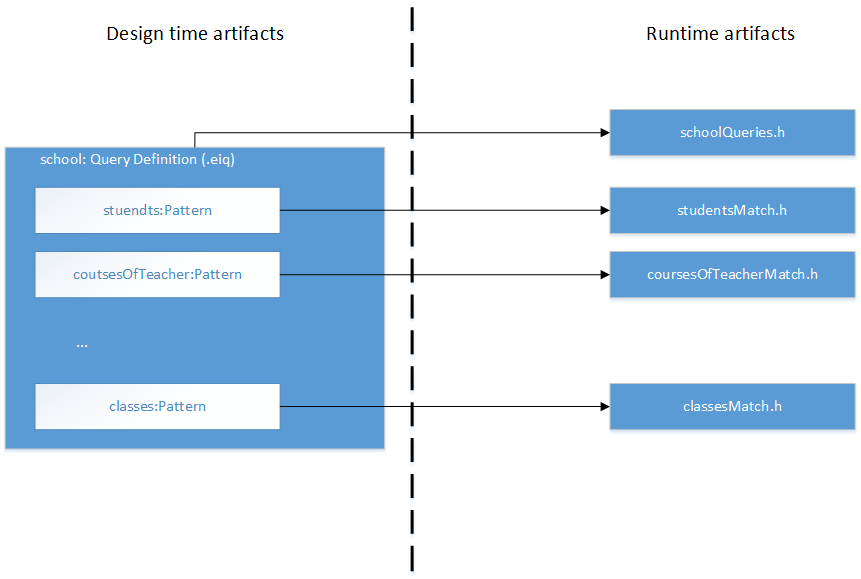 Design time artifacts
Runtime artifacts
schoolQueries.h
school: Query Definition (.eiq)
stuendts:Pattern
studentsMatch.h
coutsesOfTeacher:Pattern
coursesOfTeacherMatch.h
...
classes:Pattern
classesMatch.h